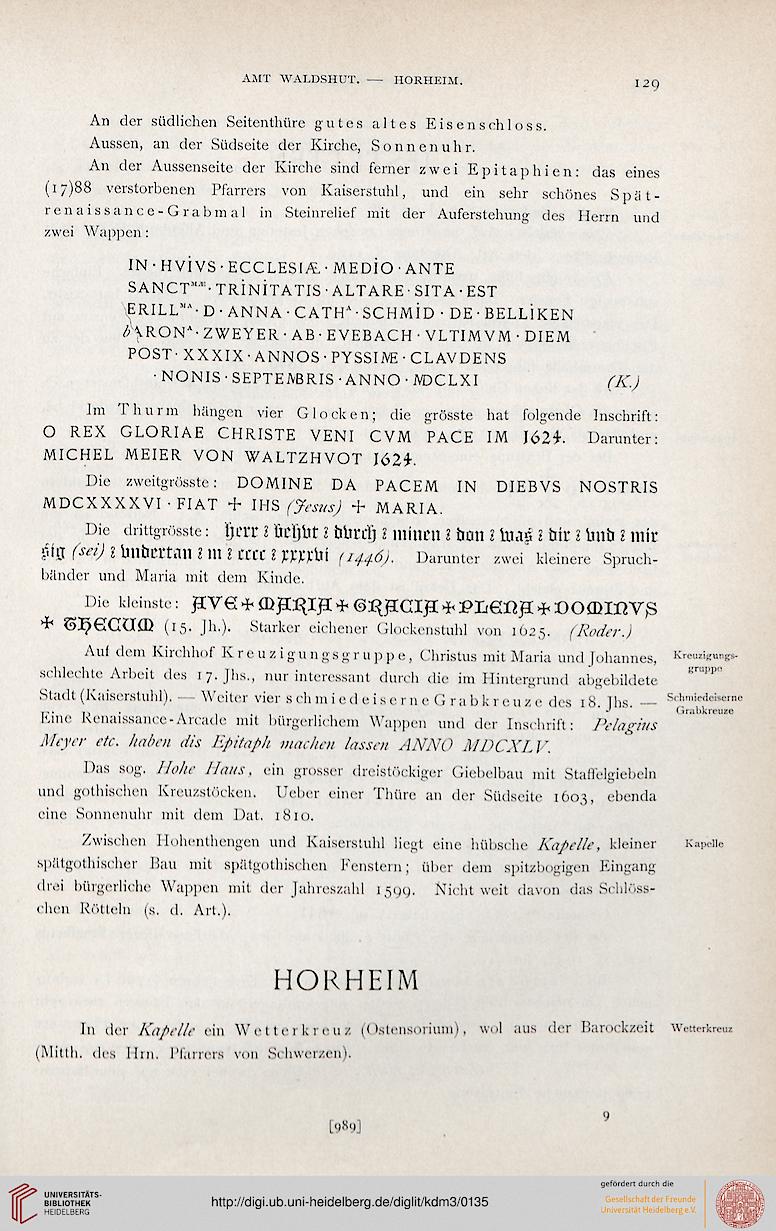 AMT WALDSHUT. — HORHEIM.
129
An der südlichen Seitenthüre gutes altes Eisenschloss.
Aussen, an der Südseite der Kirche, Sonnenuhr.
An der Aussenseite der Kirche sind ferner zwei Epitaphien: das eines
(17)88 verstorbenen Pfarrers von Kaiserstuhl, und ein sehr schönes Spät-
renaissance-Grabmal in Steinrelief mit der Auferstehung des Herrn und
zwei Wappen:
IN · HViVS · ECCLESIÆ · MEDiO · ANTE
SANCT · TRiNiTATIS · ALTARE · SITA · EST
ERILL · D · ANNA · CATHᴬ · SCHMiD · DE · BELLiKEN
RONᴬ · ZWEYER · AB · EVEBACH · VLTIMVM · DIEM
POST · XXXIX · ANNOS · PYSSIME · CLAVDENS
· NONIS · SEPTEMBRIS · ANNO · MDCLXI (K.)
Im Thurm hängen vier Glocken; die grösste hat folgende Inschrift:
O REX GLORIAE CHRISTE VENI CVM PACE IM 1624. Darunter:
MICHEL MEIER VON WALTZHVOT 1624.
Die zweitgrösste: DOMINE DA PACEM IN DIEBVS NOSTRIS
MDCXXXXVI · FIAT + IHS (Jesus) + MARIA.
Die drittgrösste: herr behbt dbrch minen don was dir bnd mir
sig (sei) bndertan m cccc xxxxbi (1446). Darunter zwei kleinere Spruch-
bänder und Maria mit dem Kinde.
Die kleinste: AVE + MARIA + GRACIA + PLENA + DOMINVS
+ THECUM (15. Jh.). Starker eichener Glockenstuhl von 1625. (Roder.)
Auf dem Kirchhof Kreuzigungsgruppe, Christus mit Maria und Johannes,
Kreuzigungs-
gruppe
schlechte Arbeit des 17. Jhs., nur interessant durch die im Hintergrund abgebildete
Stadt (Kaiserstuhl). — Weiter vier schmiedeiserne Grabkreuze des 18. Jhs. —
Schmiedeiserne
Grabkreuze
Eine Renaissance-Arcade mit bürgerlichem Wappen und der Inschrift: Pelagius
Meyer etc. haben dis Epitaph machen lassen ANNO MDCXLV.
Das sog. Hohe Haus, ein grosser dreistöckiger Giebelbau mit Staffelgiebeln
und gothischen Kreuzstöcken. Ueber einer Thüre an der Südseite 1603, ebenda
eine Sonnenuhr mit dem Dat. 1810.
Zwischen Hohenthengen und Kaiserstuhl liegt eine hübsche Kapelle, kleiner
Kapelle
spätgothischer Bau mit spätgothischen Fenstern; über dem spitzbogigen Eingang
drei bürgerliche Wappen mit der Jahreszahl 1599. Nicht weit davon das Schlöss-
chen Rötteln (s. d. Art.).
HORHEIM
In der Kapelle ein Wetterkreuz (Ostensorium), wol aus der Barockzeit
Wetterkreuz
(Mitth. des Hrn. Pfarrers von Schwerzen).
9
[989]
UNIVERSITÄTS-
BIBLIOTHEK
HEIDELBERG
http://digi.ub.uni-heidelberg.de/diglit/kdm3/0135
gefördert durch die
Gesellschaft der Freunde
Universität Heidelberg e.V.